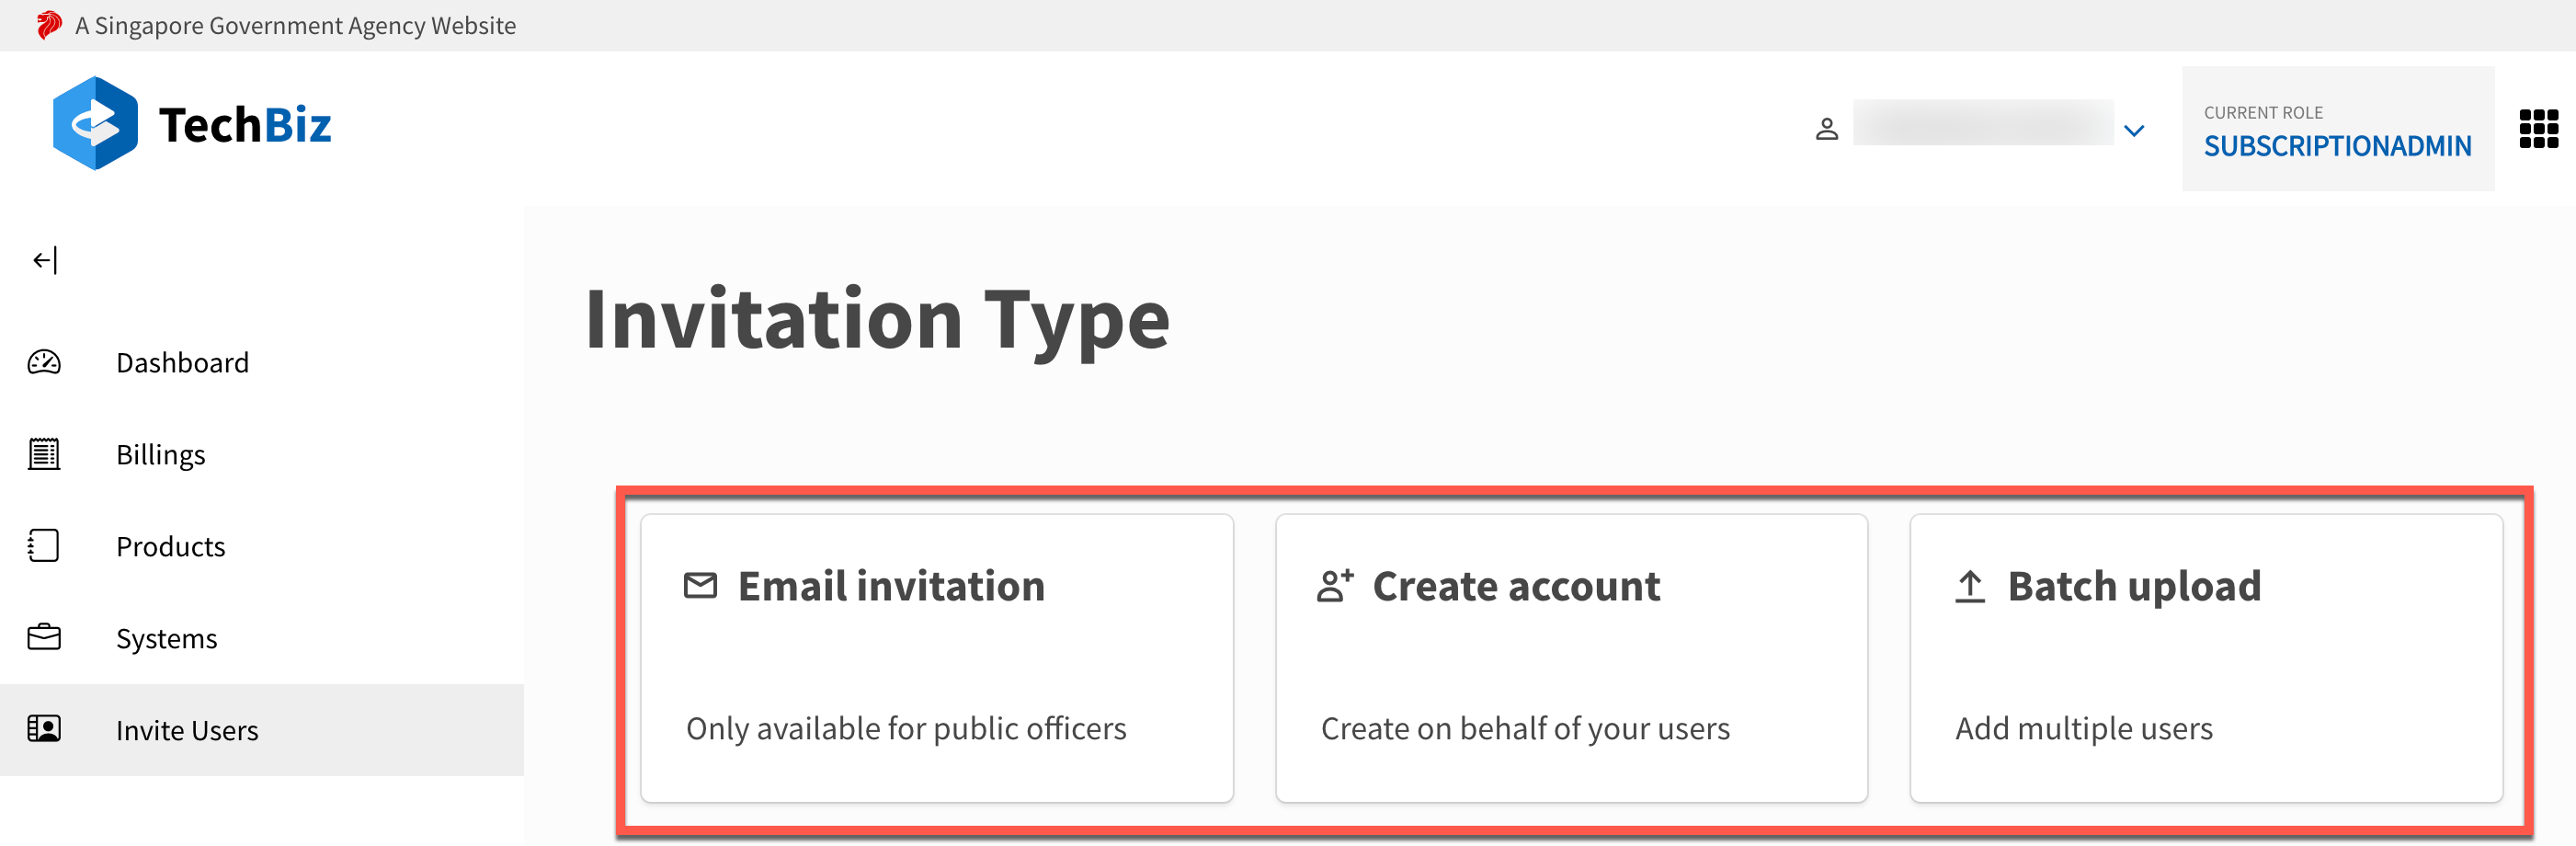 A Singapore Government Agency Website
TechBiz
CURRENT ROLE
SUBSCRIPTIONADMIN
Dashboard
Billings
Products
Systems
Invite Users
Invitation Type
Email invitation
Only available for public officers
Create account
Create on behalf of your users
Batch upload
Add multiple users